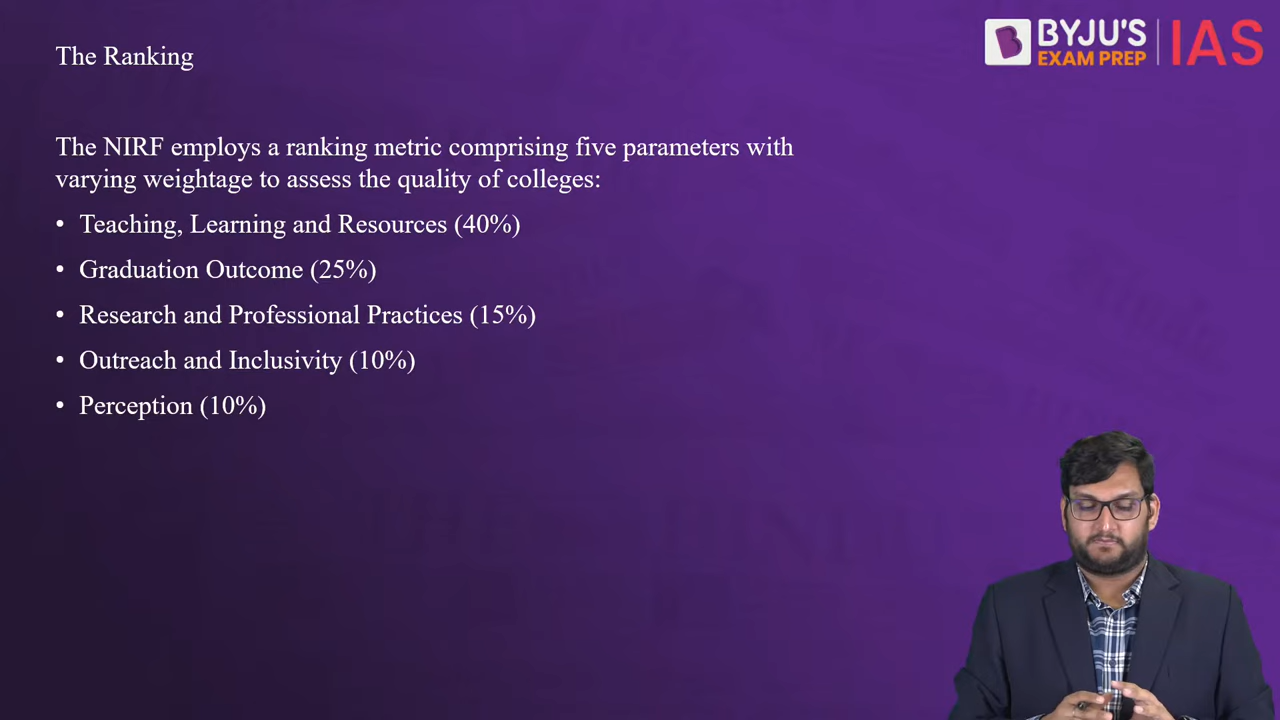 The Ranking
BYJU'S
EXAM PREP
IAS
The NIRF employs a ranking metric comprising five parameters with
varying weightage to assess the quality of colleges:
• Teaching, Learning and Resources (40%)
• Graduation Outcome (25%)
• Research and Professional Practices (15%)
• Outreach and Inclusivity (10%)
• Perception (10%)